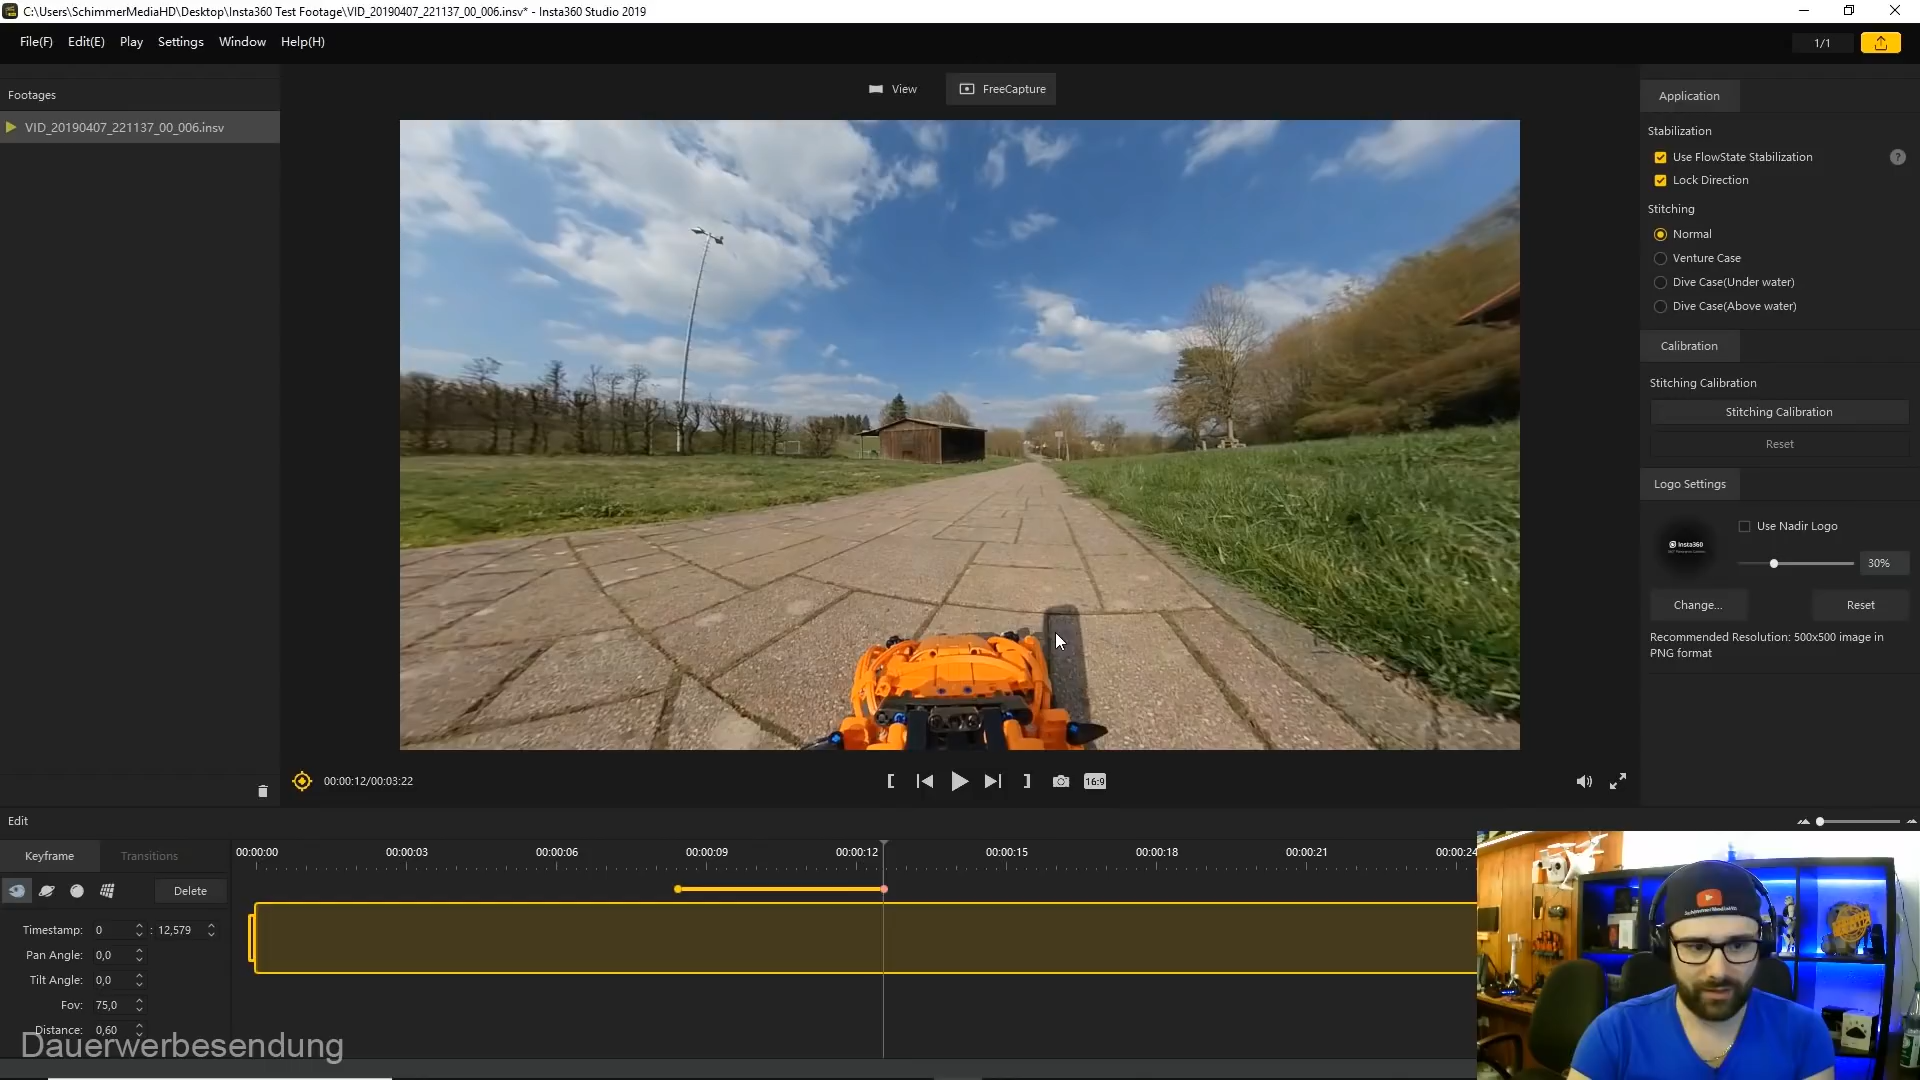 C:\Users\SchimmerMediaHD\Desktop\Insta360 Test Footage\VID_20190407_221137_00_006.insv* - Insta360 Studio 2019
File(F) Edit(E) Play Settings Window Help(H)
1/1
View FreeCapture
Footages
VID_20190407_221137_00_006.insv
Application
Stabilization
Use FlowState Stabilization ?
Lock Direction
Stitching
Normal
Venture Case
Dive Case(Under water)
Dive Case(Above water)
Calibration
Stitching Calibration
Stitching Calibration
Reset
Logo Settings
Use Nadir Logo
Insta360
30%
Change... Reset
Recommended Resolution: 500x500 image in
PNG format
00:00:12/00:03:22
16:9
Edit
Keyframe Transitions
Delete
Timestamp: 0 : 12,579
Pan Angle: 0,0
Tilt Angle: 0,0
Fov: 75,0
Distance: 0,60
00:00:00 00:00:03 00:00:06 00:00:09 00:00:12 00:00:15 00:00:18 00:00:21 00:00:24
Dauerwerbesendung